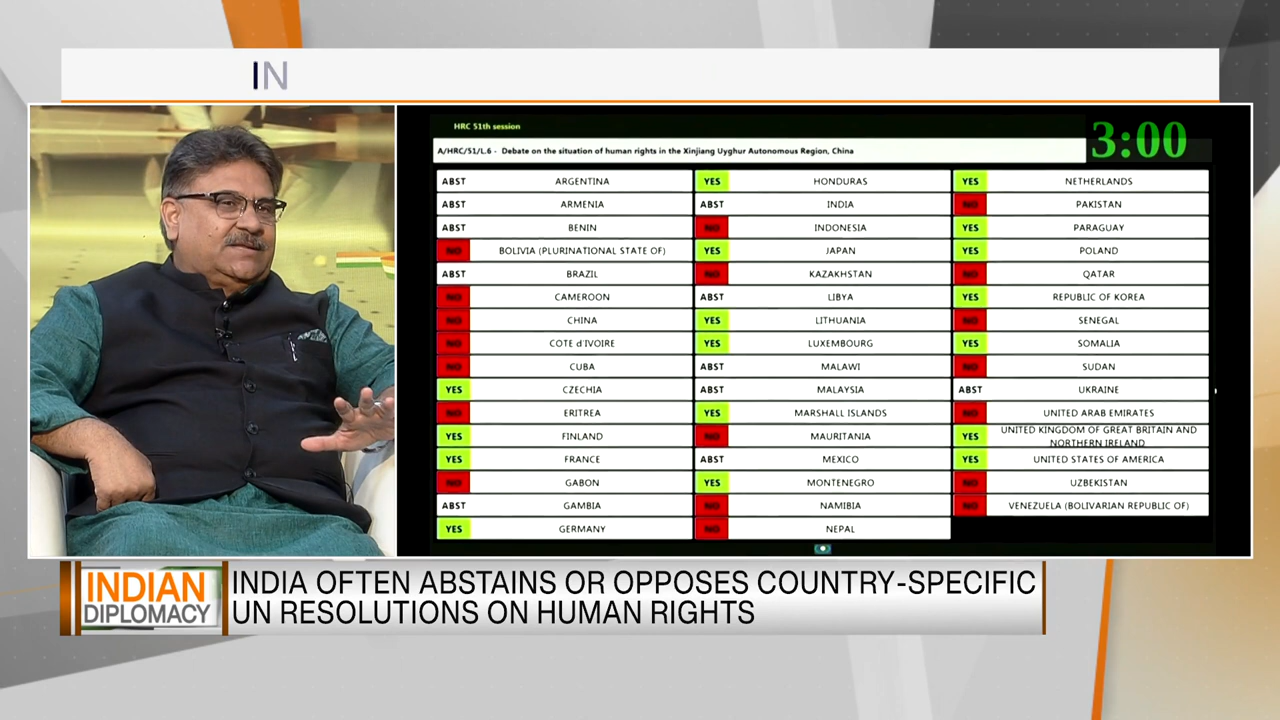 IN
HRC 51th session
3:00
A/HRC/51/L.6 - Debate on the situation of human rights in the Xinjiang Uyghur Autonomous Region, China
ABST ARGENTINA
ABST ARMENIA
ABST BENIN
NO BOLIVIA (PLURINATIONAL STATE OF)
ABST BRAZIL
NO CAMEROON
NO CHINA
NO COTE d'IVOIRE
NO CUBA
YES CZECHIA
NO ERITREA
YES FINLAND
YES FRANCE
NO GABON
ABST GAMBIA
YES GERMANY
YES HONDURAS
ABST INDIA
NO INDONESIA
YES JAPAN
NO KAZAKHSTAN
ABST LIBYA
YES LITHUANIA
YES LUXEMBOURG
ABST MALAWI
ABST MALAYSIA
YES MARSHALL ISLANDS
NO MAURITANIA
ABST MEXICO
YES MONTENEGRO
NO NAMIBIA
NO NEPAL
YES NETHERLANDS
NO PAKISTAN
YES PARAGUAY
YES POLAND
NO QATAR
YES REPUBLIC OF KOREA
NO SENEGAL
YES SOMALIA
NO SUDAN
ABST UKRAINE
NO UNITED ARAB EMIRATES
YES UNITED KINGDOM OF GREAT BRITAIN AND
NORTHERN IRELAND
YES UNITED STATES OF AMERICA
NO UZBEKISTAN
NO VENEZUELA (BOLIVARIAN REPUBLIC OF)
INDIAN
DIPLOMACY
INDIA OFTEN ABSTAINS OR OPPOSES COUNTRY-SPECIFIC
UN RESOLUTIONS ON HUMAN RIGHTS